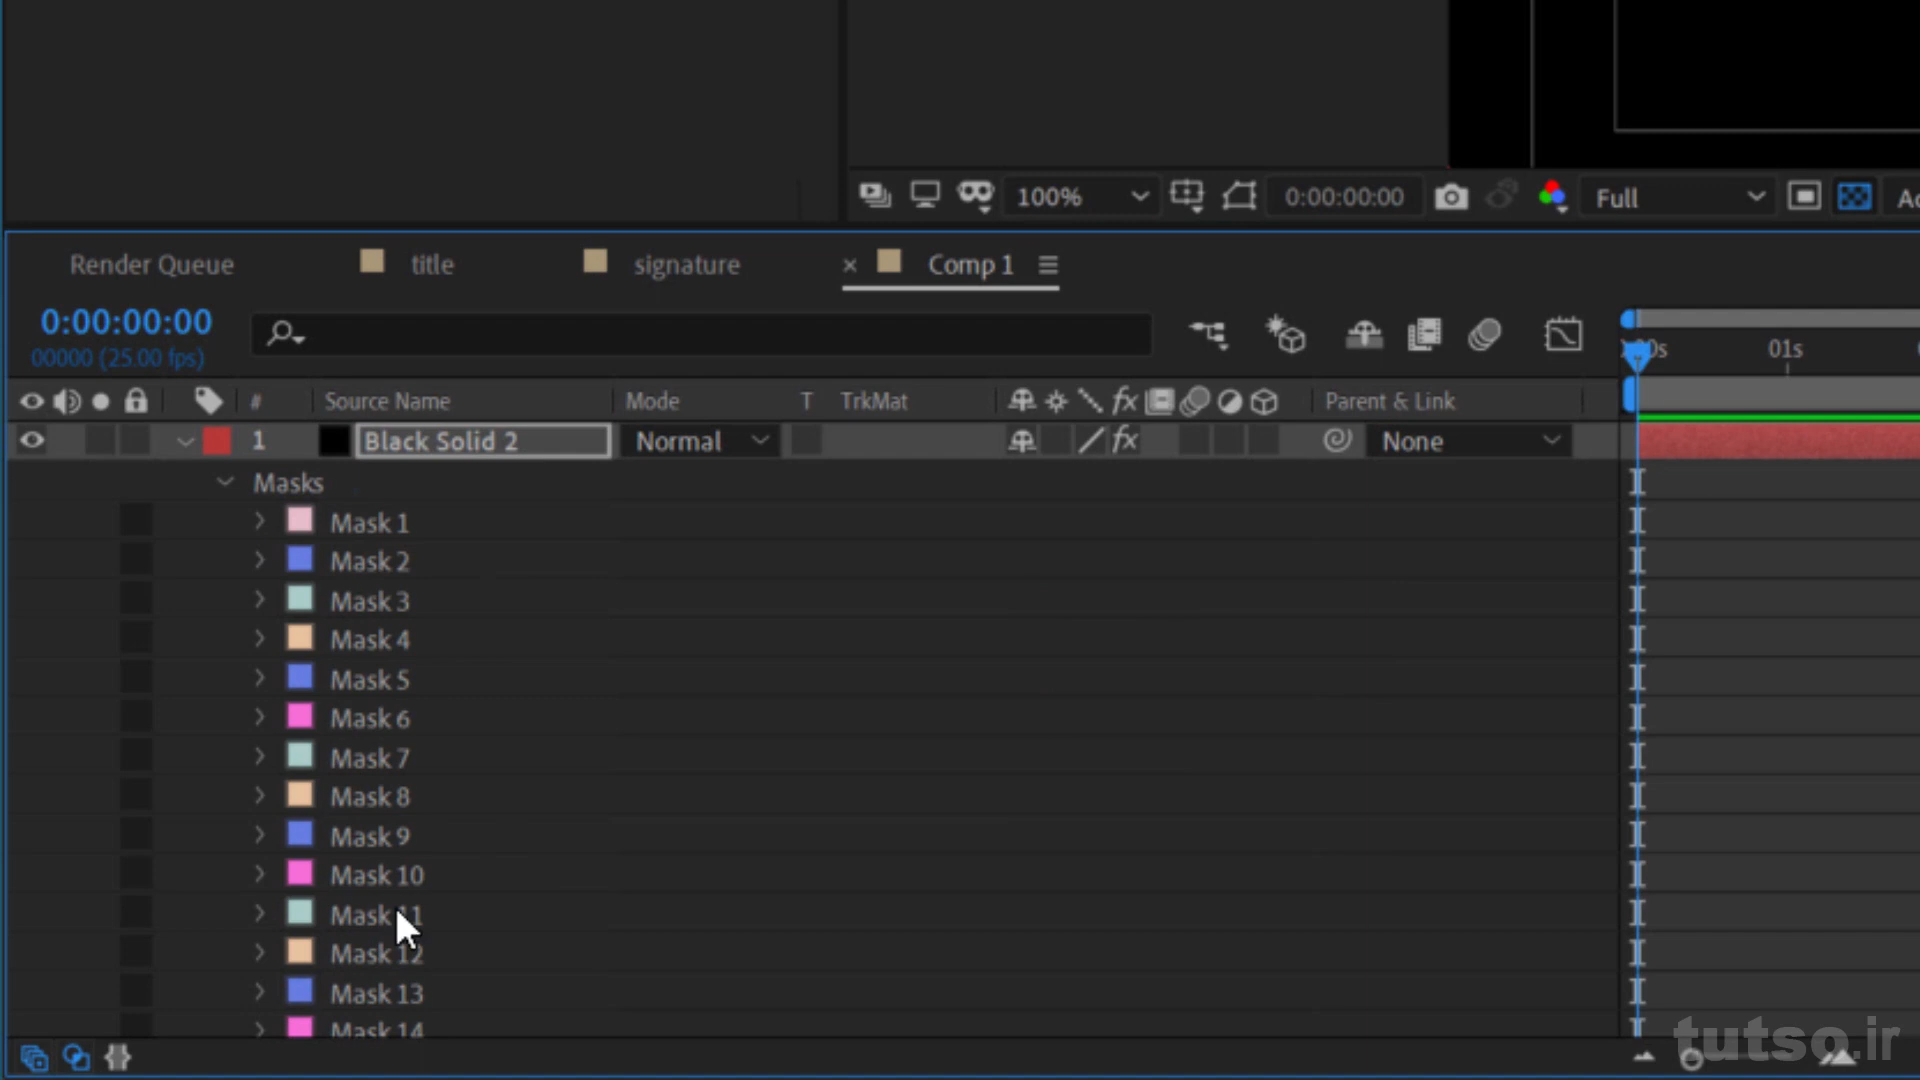 100% 0:00:00:00 Full
Render Queue title signature × Comp 1
0:00:00:00
00000 (25.00 fps)
01s
# Source Name Mode T TrkMat fx Parent & Link
1 Black Solid 2 Normal fx None
Masks
Mask 1
Mask 2
Mask 3
Mask 4
Mask 5
Mask 6
Mask 7
Mask 8
Mask 9
Mask 10
Mask 11
Mask 12
Mask 13
Mask 14
tutso.ir